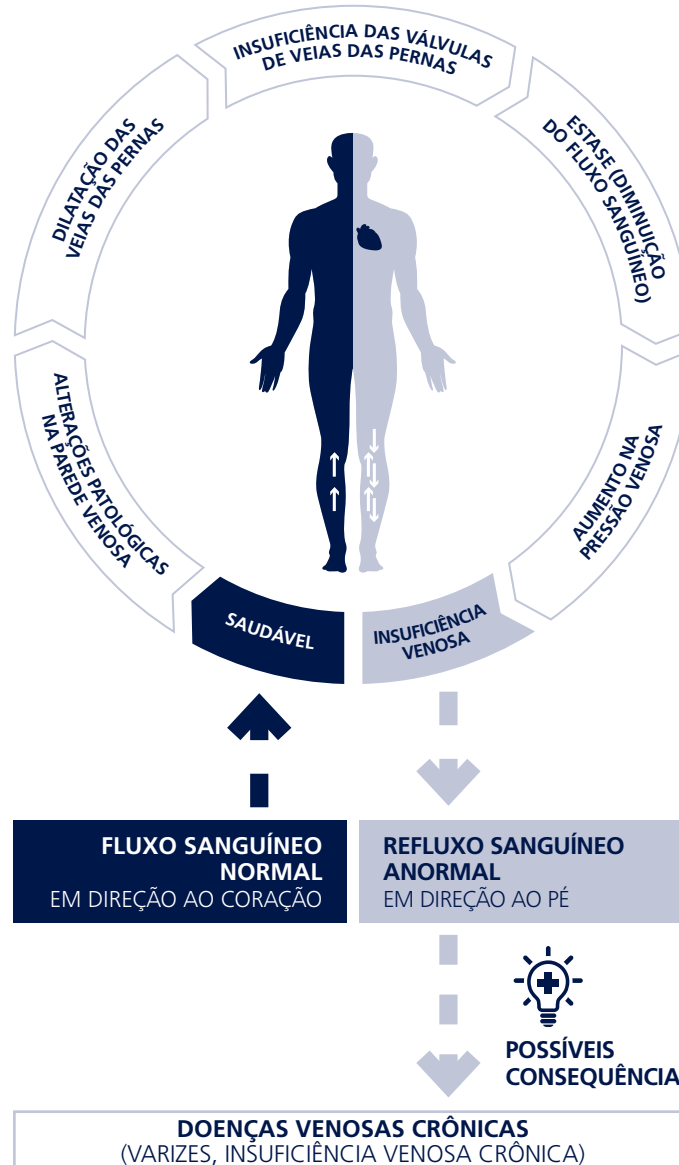 INSUFICIÊNCIA DAS VÁLVULAS
DE VEIAS DAS PERNAS
ESTASE (DIMINUIÇÃO
DO FLUXO SANGUÍNEO)
AUMENTO NA
PRESSÃO VENOSA
INSUFICIÊNCIA
VENOSA
SAUDÁVEL
ALTERAÇÕES PATOLÓGICAS
NA PAREDE VENOSA
DILATAÇÃO DAS
VEIAS DAS PERNAS
FLUXO SANGUÍNEO
NORMAL
EM DIREÇÃO AO CORAÇÃO
REFLUXO SANGUÍNEO
ANORMAL
EM DIREÇÃO AO PÉ
POSSÍVEIS
CONSEQUÊNCIA
DOENÇAS VENOSAS CRÔNICAS
(VARIZES, INSUFICIÊNCIA VENOSA CRÔNICA)